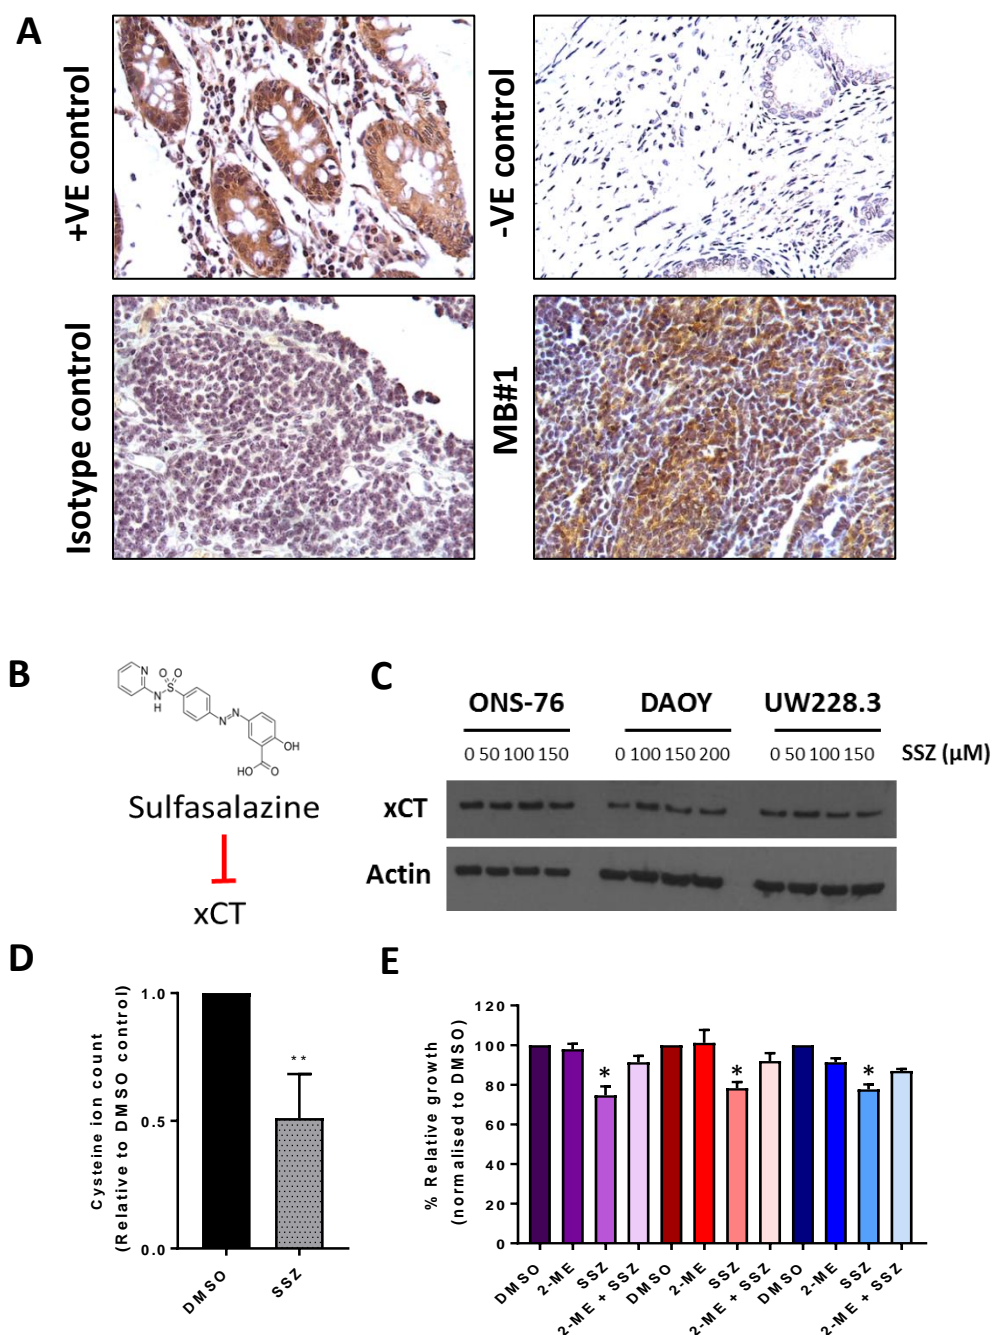 A
+VE control
-VE control
Isotype control
MB#1
B
N
O O
S
N
H
N
N
OH
HO O
Sulfasalazine
xCT
C
ONS-76 DAOY UW228.3
0 50 100 150 0 100 150 200 0 50 100 150 SSZ (µM)
xCT
Actin
D
Cysteine ion count
(Relative to DMSO control)
1.0
0.5
0.0
**
DMSO
SSZ
E
% Relative growth
(normalised to DMSO)
120
100
80
60
40
20
0
* * *
DMSO
2-ME
SSZ
2-ME + SSZ
DMSO
2-ME
SSZ
2-ME + SSZ
DMSO
2-ME
SSZ
2-ME + SSZ